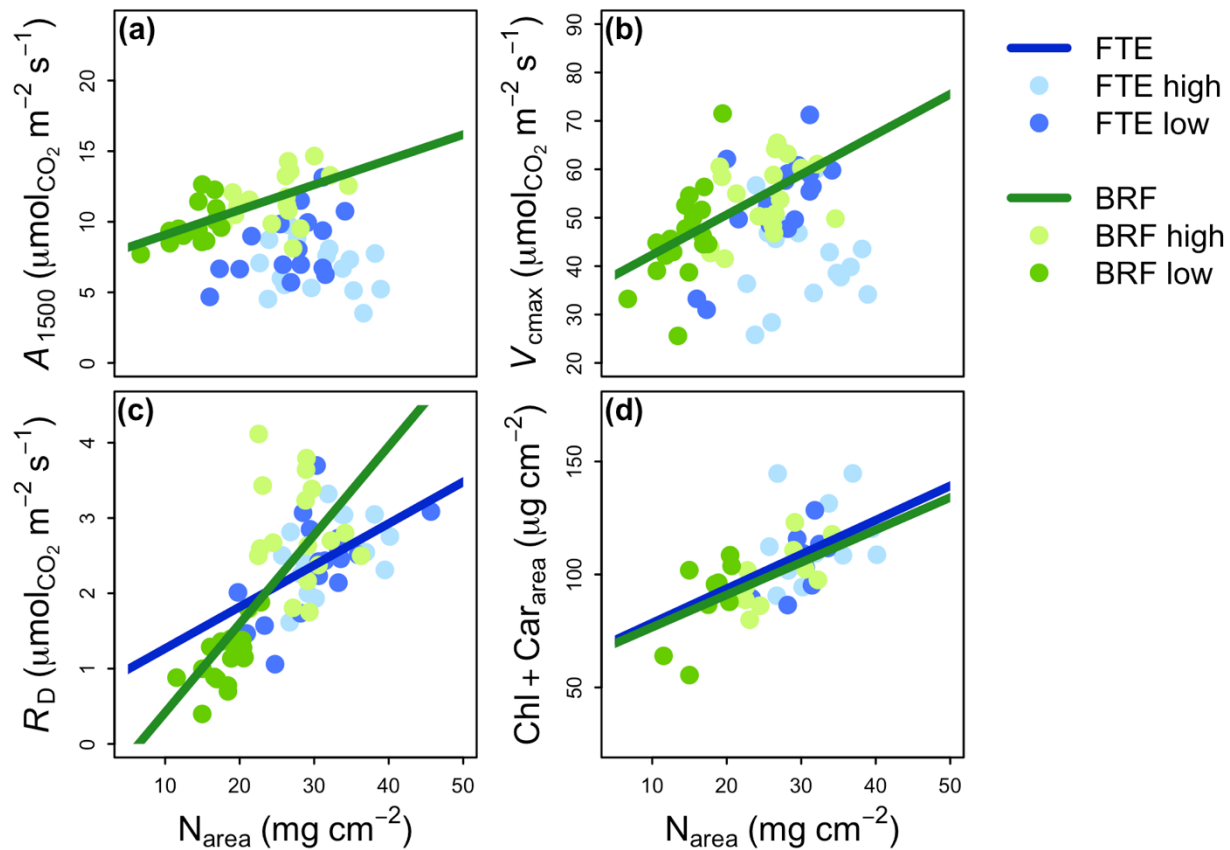 (a)
A1500 (μmolCO2 m−2 s−1)
0 5 10 15 20
(b)
Vcmax (μmolCO2 m−2 s−1)
20 30 40 50 60 70 80 90
FTE
FTE high
FTE low
BRF
BRF high
BRF low
(c)
RD (μmolCO2 m−2 s−1)
0 1 2 3 4
10 20 30 40 50
Narea (mg cm−2)
(d)
Chl + Cararea (μg cm−2)
50 100 150
10 20 30 40 50
Narea (mg cm−2)